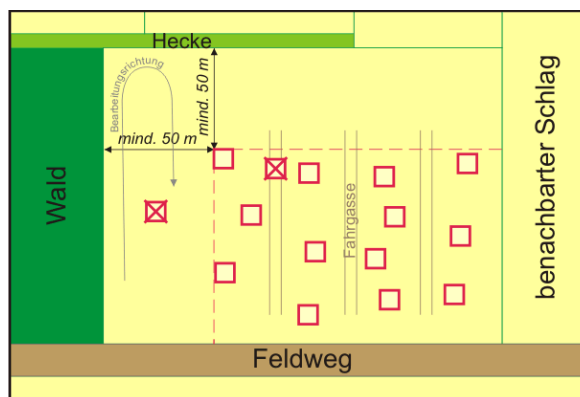 Hecke
Bearbeitungsrichtung
mind. 50 m
mind. 50 m
Wald
Fahrgasse
benachbarter Schlag
Feldweg